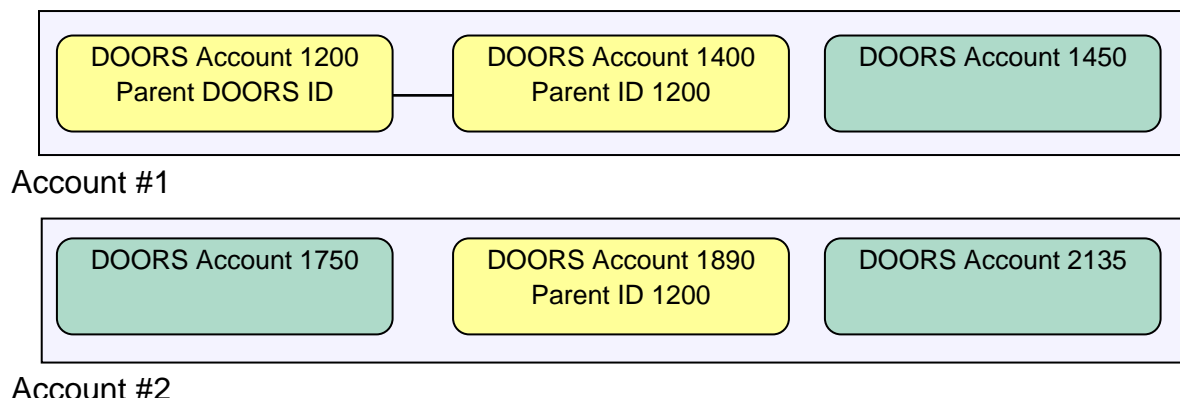 DOORS Account 1200
Parent DOORS ID
DOORS Account 1400
Parent ID 1200
DOORS Account 1450
Account #1
DOORS Account 1750
DOORS Account 1890
Parent ID 1200
DOORS Account 2135
Account #2